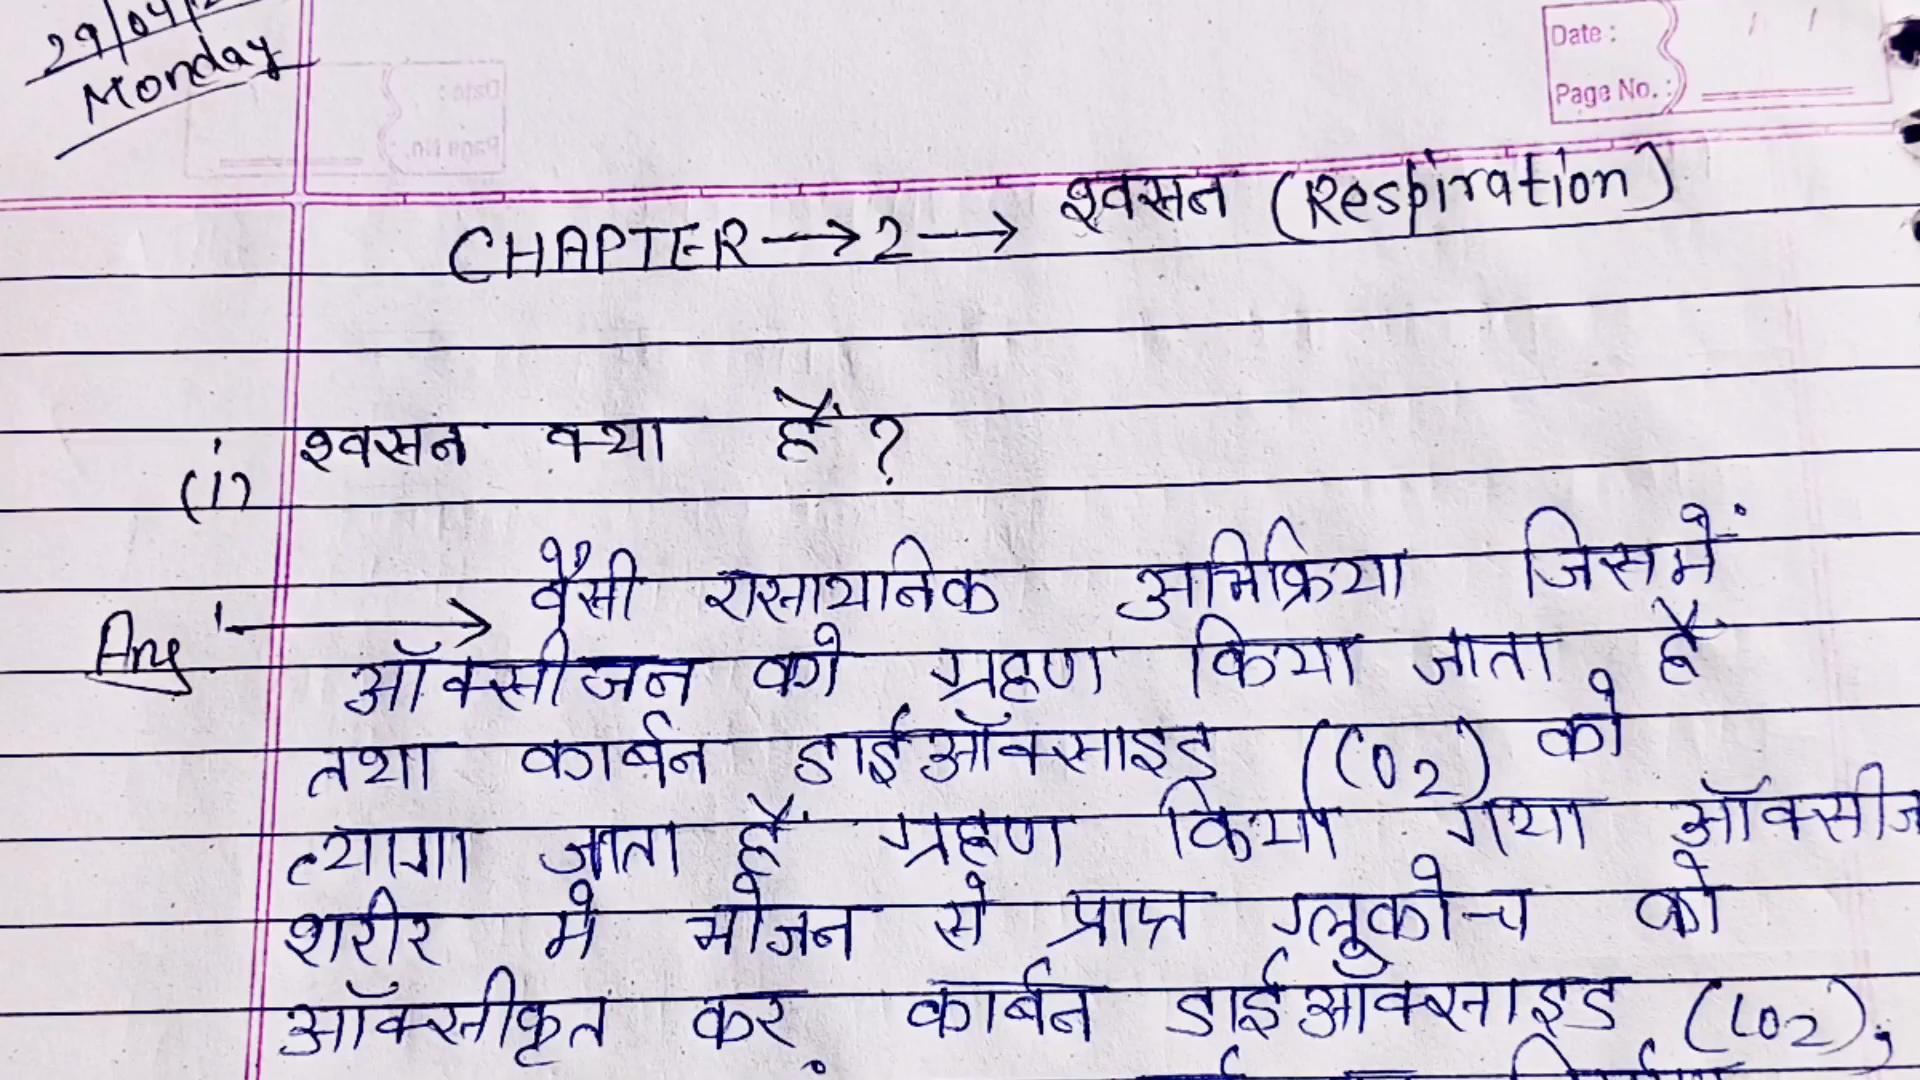 29/04/2
Monday
Date :
Page No. :
CHAPTER → 2 → श्वसन (Respiration)
(i) श्वसन क्या है ?
Ans → वैसी रासायनिक अभिक्रिया जिसमें
ऑक्सीजन को ग्रहण किया जाता है
तथा कार्बन डाईऑक्साइड (CO2) को
त्यागा जाता है ग्रहण किया गया ऑक्सीज
शरीर मे भोजन से प्राप्त ग्लूकोच को
ऑक्सीकृत कर कार्बन डाईऑक्साइड (CO2),